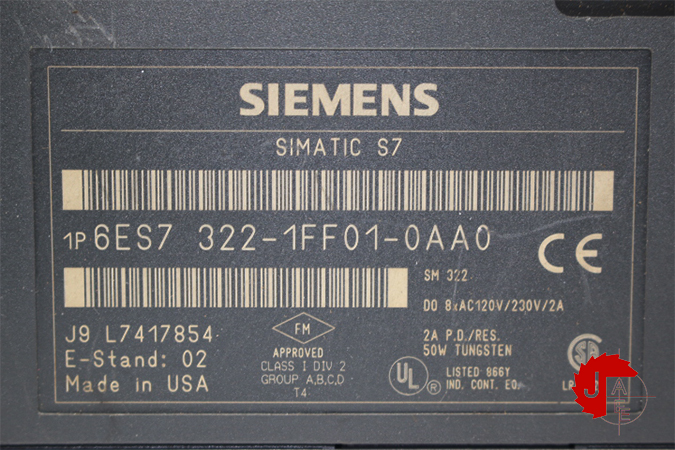 SIEMENS
SIMATIC S7
1P 6ES7 322-1FF01-0AA0
CE
SM 322
DO 8xAC120V/230V/2A
2A P.D./RES.
50W TUNGSTEN
J9 L7417854
E-Stand: 02
Made in USA
FM
APPROVED
CLASS I DIV 2
GROUP A,B,C,D
T4
UL
®
LISTED 866Y
IND. CONT. EQ.
SA
LR
J A